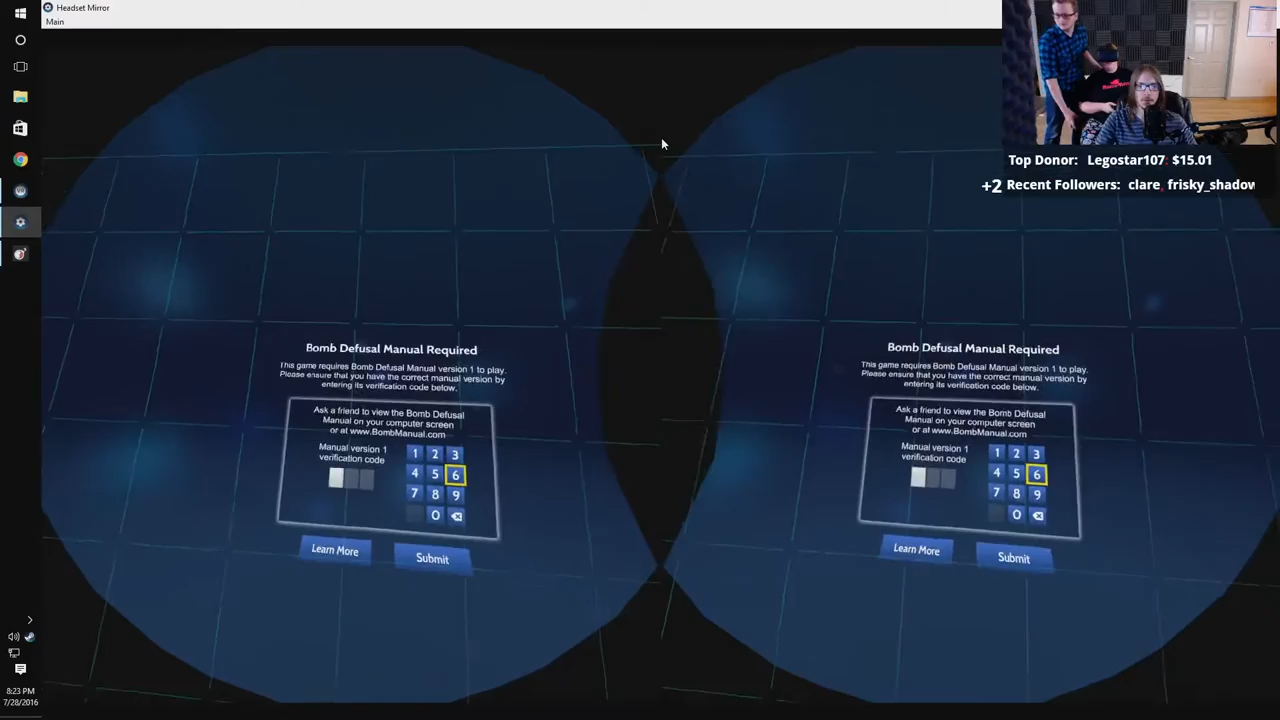 Headset Mirror
Main
Top Donor: Legostar107: $15.01
+2 Recent Followers: clare, frisky_shadow
Bomb Defusal Manual Required
This game requires Bomb Defusal Manual version 1 to play.
Please ensure that you have the correct manual version by
entering its verification code below.
Ask a friend to view the Bomb Defusal
Manual on your computer screen
or at www.BombManual.com
Manual version 1
verification code
1 2 3
4 5 6
7 8 9
0
Learn More
Submit
Bomb Defusal Manual Required
This game requires Bomb Defusal Manual version 1 to play.
Please ensure that you have the correct manual version by
entering its verification code below.
Ask a friend to view the Bomb Defusal
Manual on your computer screen
or at www.BombManual.com
Manual version 1
verification code
1 2 3
4 5 6
7 8 9
0
Learn More
Submit
8:23 PM
7/28/2016